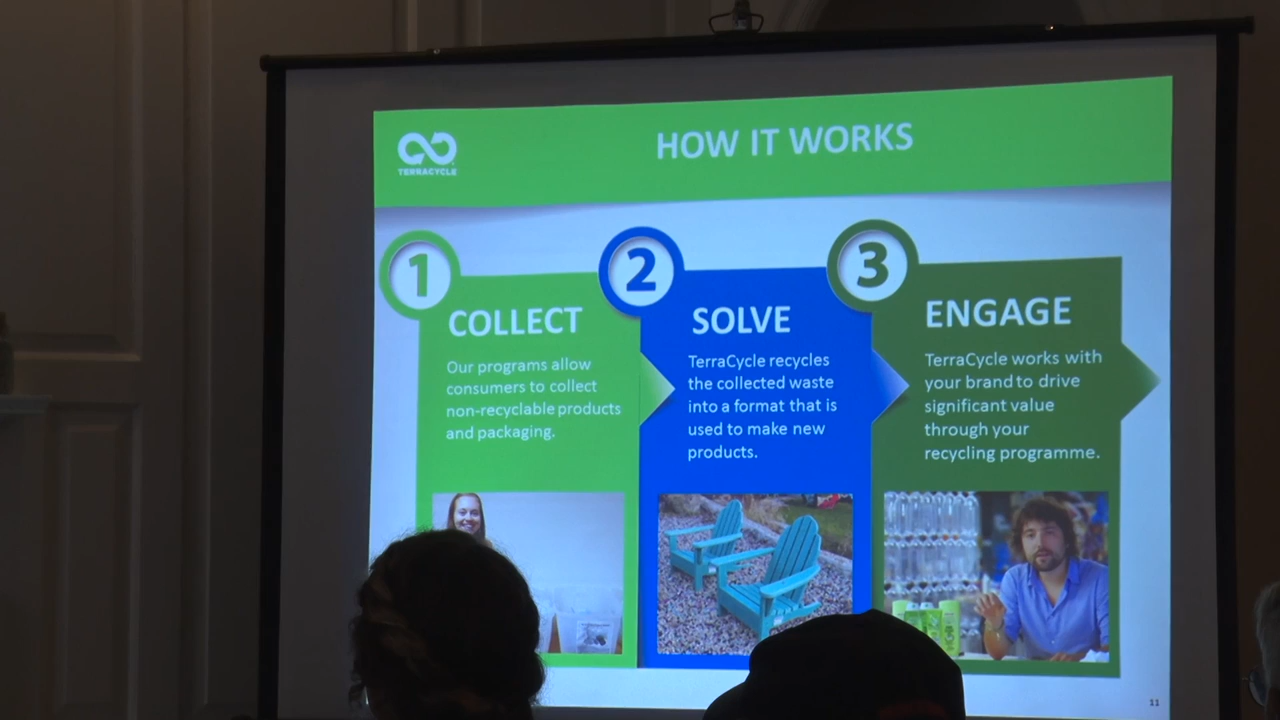 TERRACYCLE
HOW IT WORKS
1
COLLECT
Our programs allow
consumers to collect
non-recyclable products
and packaging.
2
SOLVE
TerraCycle recycles
the collected waste
into a format that is
used to make new
products.
3
ENGAGE
TerraCycle works with
your brand to drive
significant value
through your
recycling programme.
11